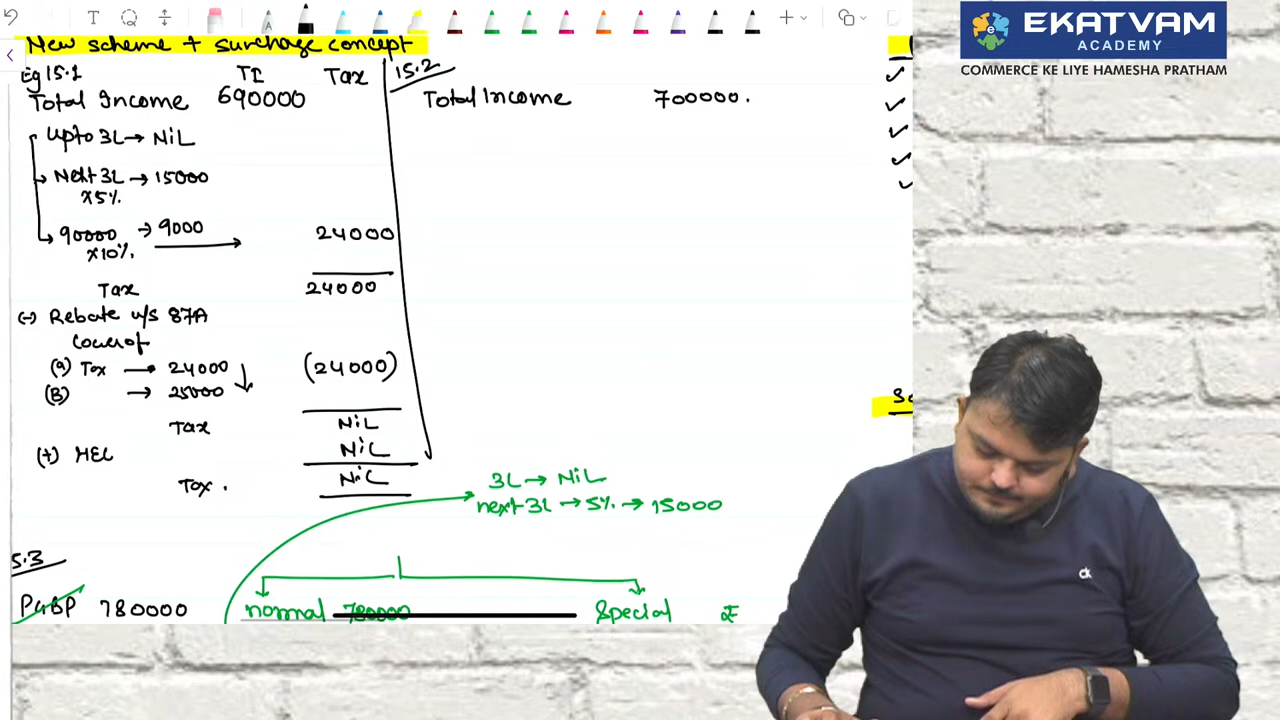 EKATVAM
ACADEMY
COMMERCE KE LIYE HAMESHA PRATHAM
New scheme + surcharge concept
Eg 15.1 TI Tax
Total Income 690000
Upto 3L → NiL
Next 3L → 15000
x5%
90000 → 9000 24000
x10%
Tax 24000
(-) Rebate u/s 87A
Lower of
(a) Tax → 24000 (24000)
(B) → 25000
Tax NiL
(+) HEC NiL
Tax. NiL
15.2
Total Income 700000.
3L → NiL
next 3L → 5% → 15000
5.3
PGBP 780000
normal 780000 Special
ck